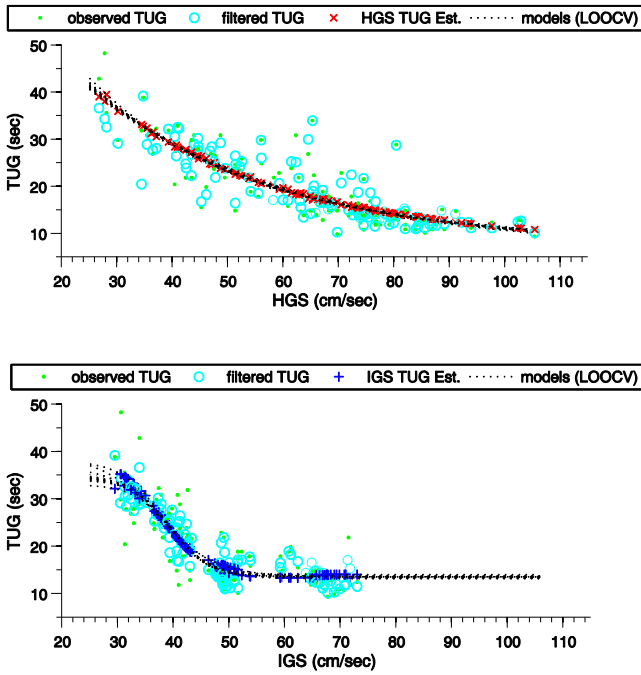 observed TUG filtered TUG HGS TUG Est. models (LOOCV)
50
40
30
20
10
TUG (sec)
20 30 40 50 60 70 80 90 100 110
HGS (cm/sec)
observed TUG filtered TUG IGS TUG Est. models (LOOCV)
50
40
30
20
10
TUG (sec)
20 30 40 50 60 70 80 90 100 110
IGS (cm/sec)